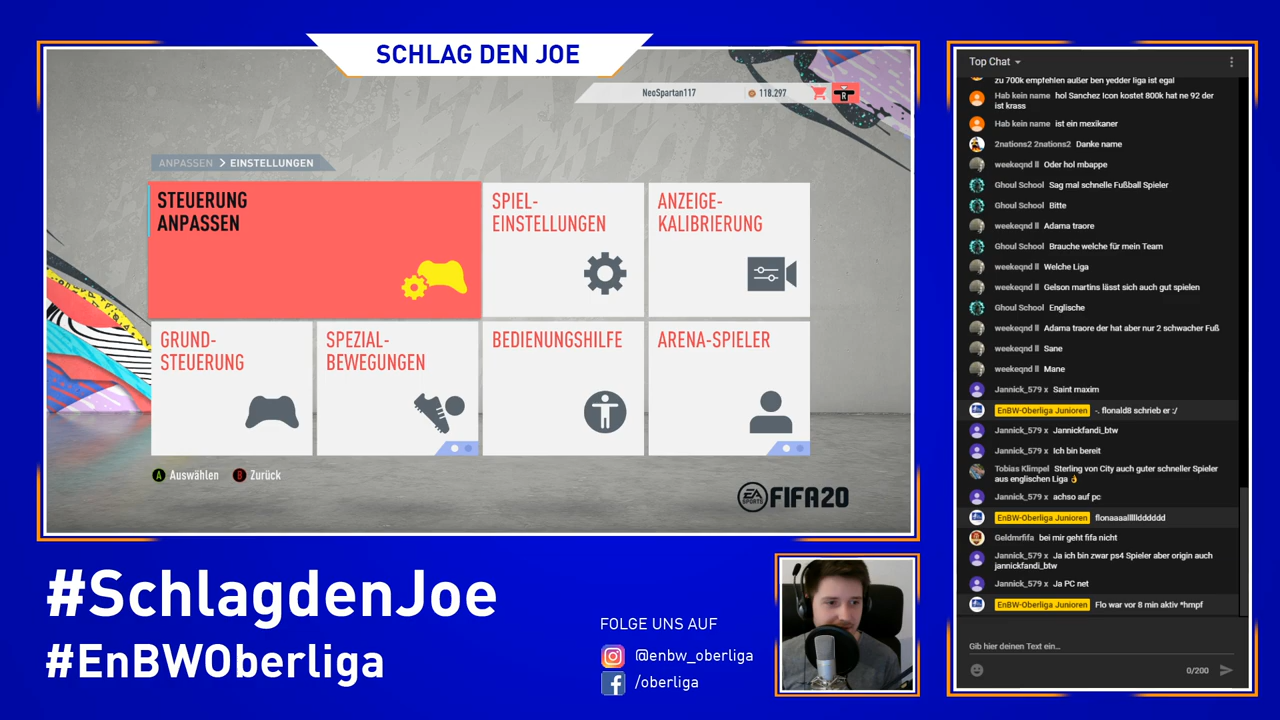 SCHLAG DEN JOE
NeoSpartan117
118.297
R
ANPASSEN > EINSTELLUNGEN
STEUERUNG
ANPASSEN
SPIEL-
EINSTELLUNGEN
ANZEIGE-
KALIBRIERUNG
GRUND-
STEUERUNG
SPEZIAL-
BEWEGUNGEN
BEDIENUNGSHILFE
ARENA-SPIELER
A Auswählen B Zurück
EA SPORTS FIFA20
#SchlagdenJoe
#EnBWOberliga
FOLGE UNS AUF
@enbw_oberliga
/oberliga
Top Chat
zu 700k empfehlen außer ben yedder liga ist egal
Hab kein name hol Sanchez Icon kostet 800k hat ne 92 der
ist krass
Hab kein name ist ein mexikaner
2nations2 2nations2 Danke name
weekeqnd ll Oder hol mbappe
Ghoul School Sag mal schnelle Fußball Spieler
Ghoul School Bitte
weekeqnd ll Adama traore
Ghoul School Brauche welche für mein Team
weekeqnd ll Welche Liga
weekeqnd ll Gelson martins lässt sich auch gut spielen
Ghoul School Englische
weekeqnd ll Adama traore der hat aber nur 2 schwacher Fuß
weekeqnd ll Sane
weekeqnd ll Mane
Jannick_579 x Saint maxim
EnBW-Oberliga Junioren -. flonald8 schrieb er :/
Jannick_579 x Jannickfandi_btw
Jannick_579 x Ich bin bereit
Tobias Klimpel Sterling von City auch guter schneller Spieler
aus englischen Liga 👌
Jannick_579 x achso auf pc
EnBW-Oberliga Junioren flonaaaallllldddddd
Geldmrfifa bei mir geht fifa nicht
Jannick_579 x Ja ich bin zwar ps4 Spieler aber origin auch
jannickfandi_btw
Jannick_579 x Ja PC net
EnBW-Oberliga Junioren Flo war vor 8 min aktiv *hmpf
Gib hier deinen Text ein...
0/200